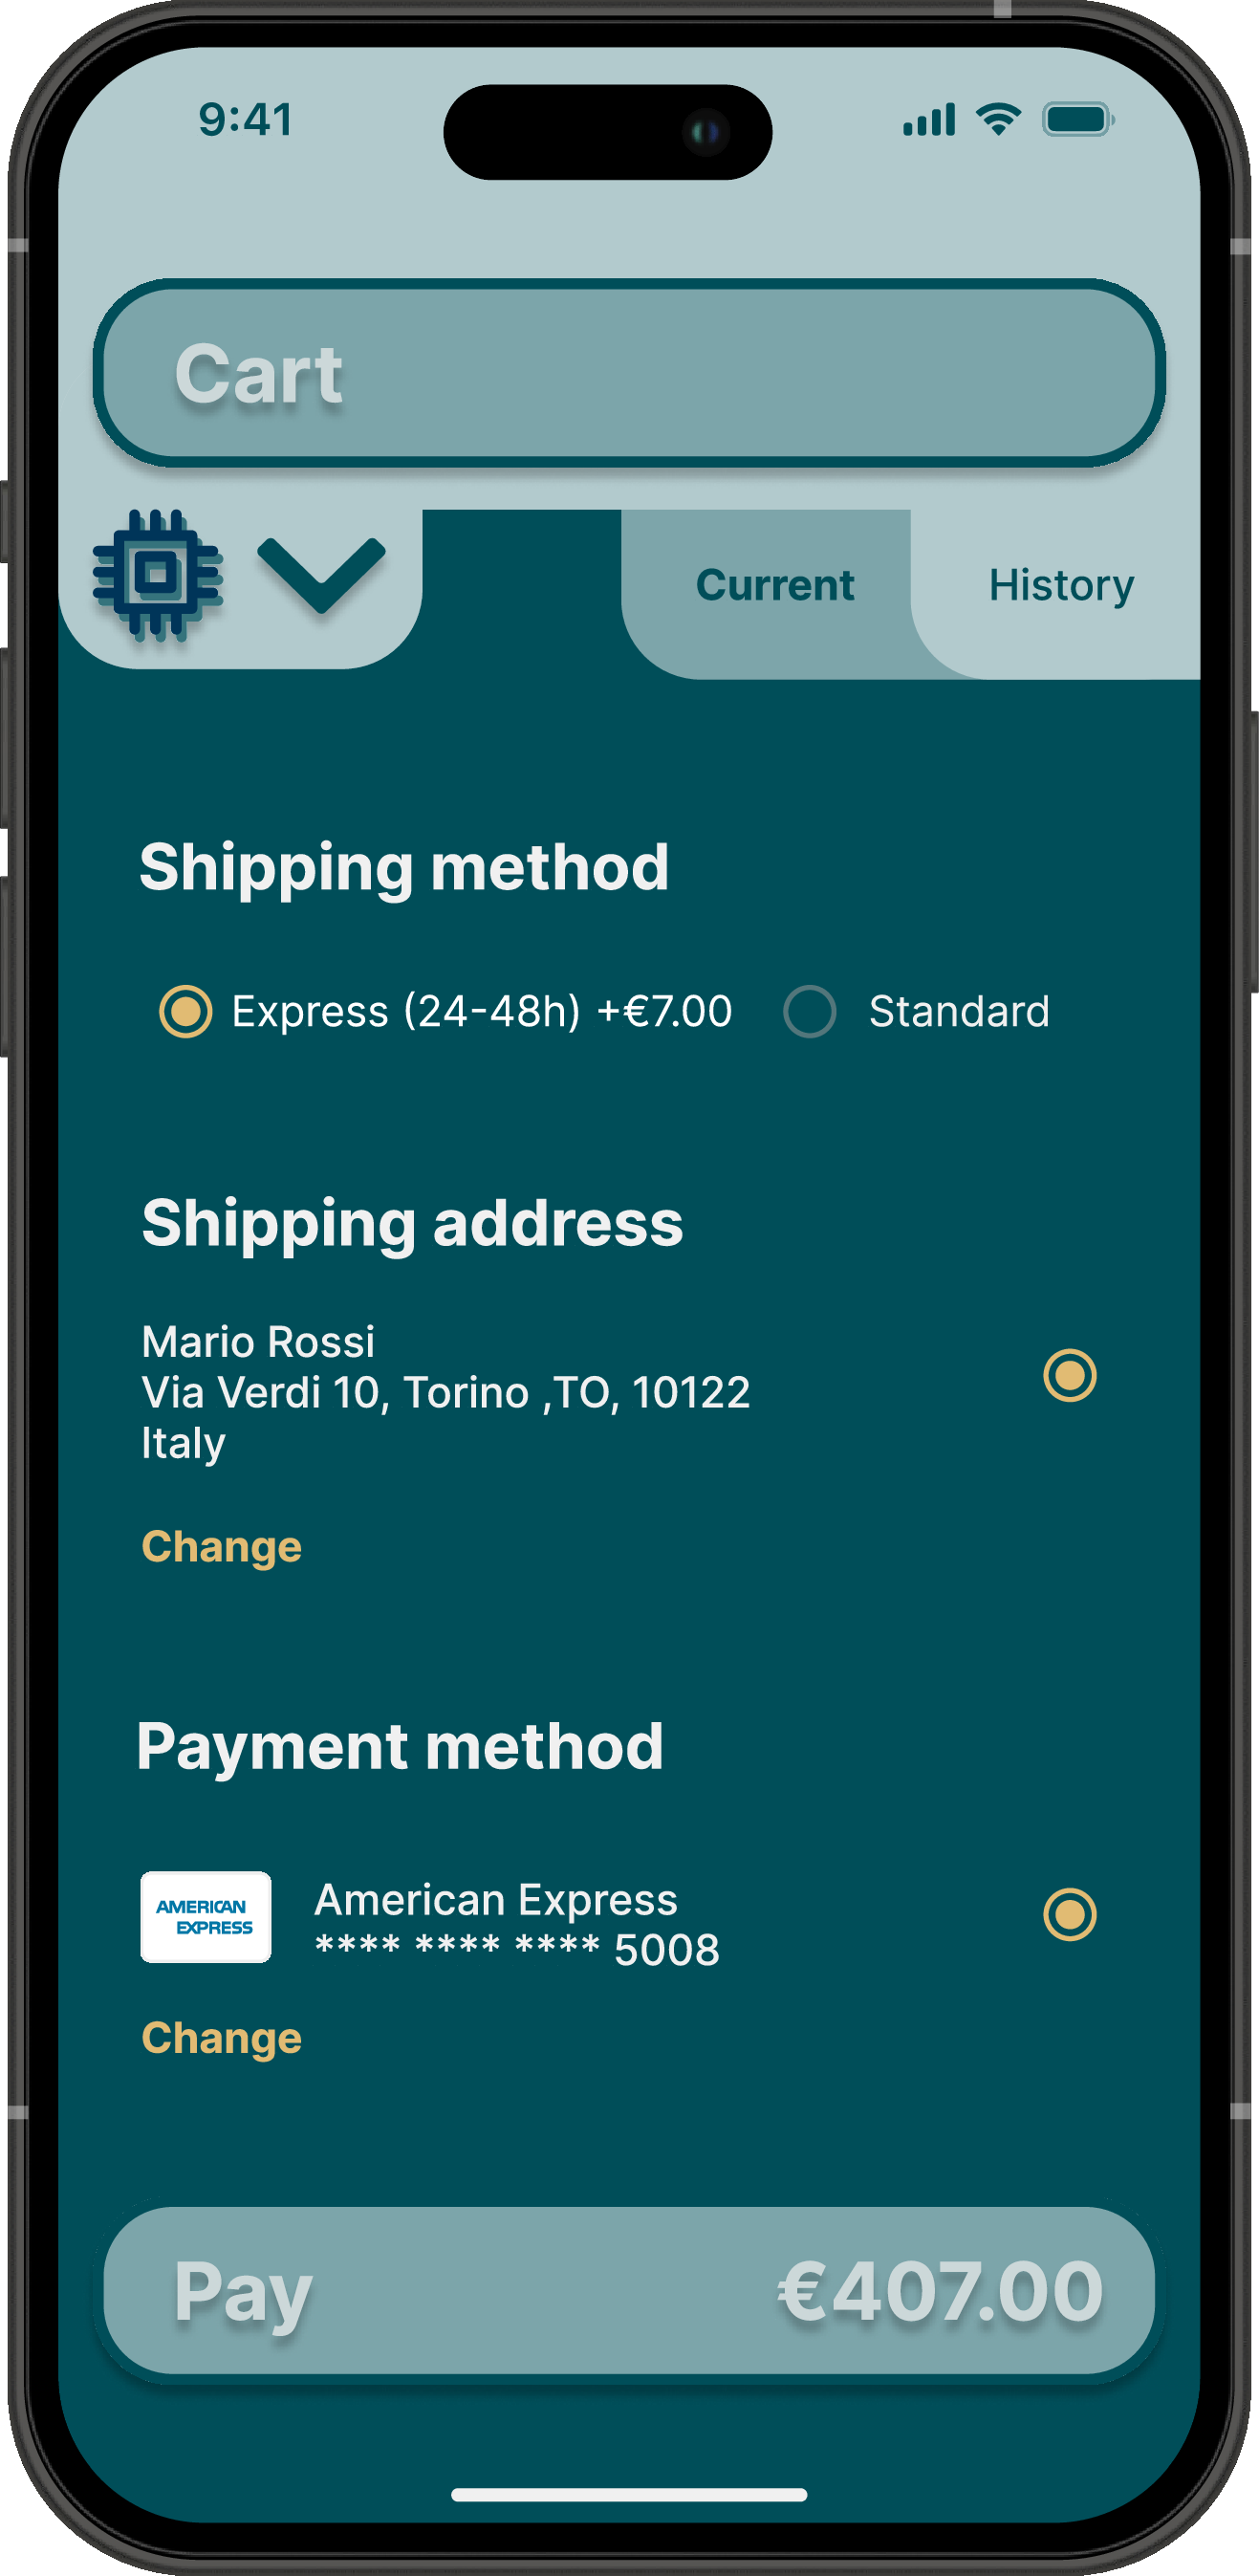 9:41
Cart
Current
History
Shipping method
Express (24-48h) +€7.00
Standard
Shipping address
Mario Rossi
Via Verdi 10, Torino ,TO, 10122
Italy
Change
Payment method
AMERICAN
EXPRESS
American Express
**** **** **** 5008
Change
Pay €407.00